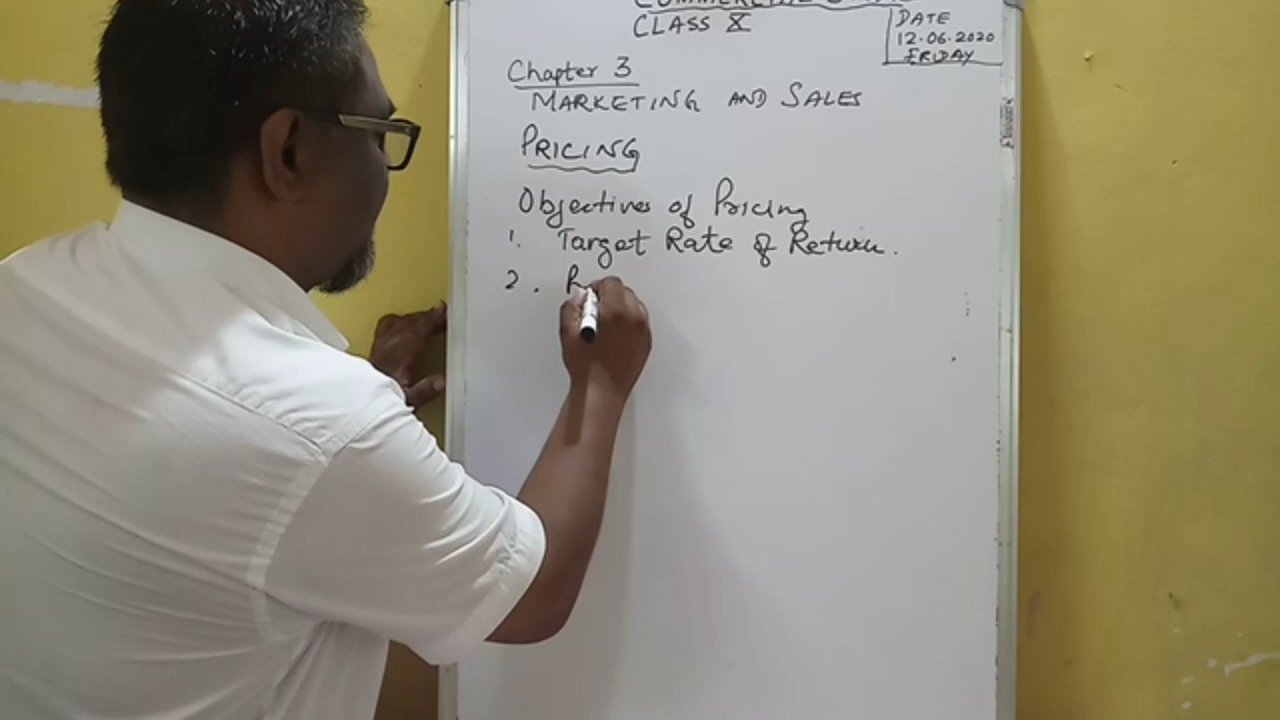 CLASS X
DATE
12.06.2020
FRIDAY
Chapter 3
MARKETING AND SALES
PRICING
Objectives of Pricing
1. Target Rate of Return.
2.